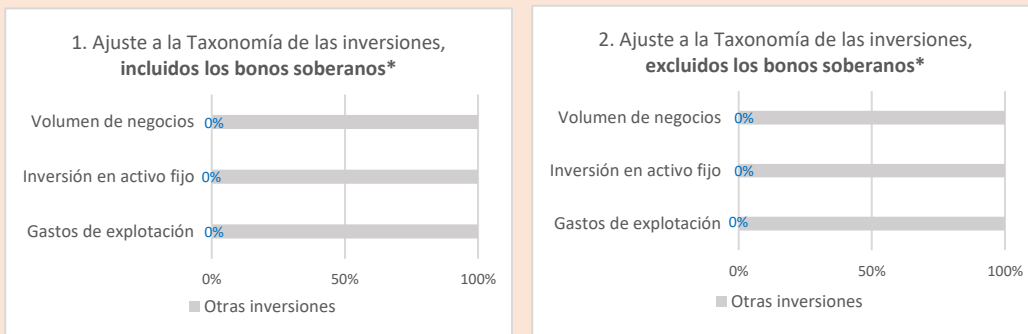 1. Ajuste a la Taxonomía de las inversiones,
incluidos los bonos soberanos*
Volumen de negocios 0%
Inversión en activo fijo 0%
Gastos de explotación 0%
0% 50% 100%
Otras inversiones
2. Ajuste a la Taxonomía de las inversiones,
excluidos los bonos soberanos*
Volumen de negocios 0%
Inversión en activo fijo 0%
Gastos de explotación 0%
0% 50% 100%
Otras inversiones